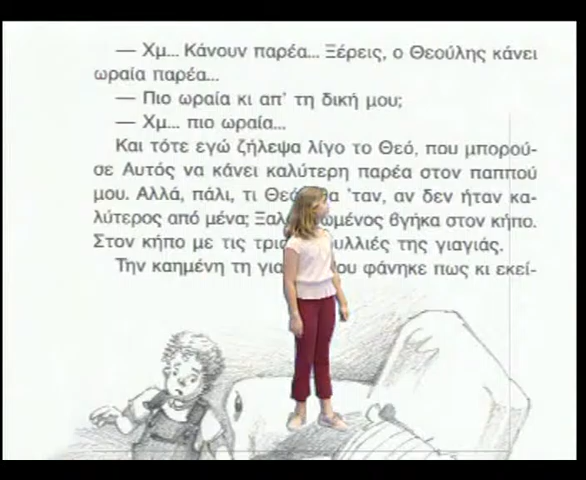 — Χμ... Κάνουν παρέα... Ξέρεις, ο Θεούλης κάνει
ωραία παρέα...
— Πιο ωραία κι απ' τη δική μου;
— Χμ... πιο ωραία...
Και τότε εγώ ζήλεψα λίγο το Θεό, που μπορού-
σε Αυτός να κάνει καλύτερη παρέα στον παππού
μου. Αλλά, πάλι, τι 'ταν, αν δεν ήταν κα-
λύτερος από μένα; βγήκα στον κήπο.
Στον κήπο με τις της γιαγιάς.
Την καημένη τη φάνηκε πως κι εκεί-